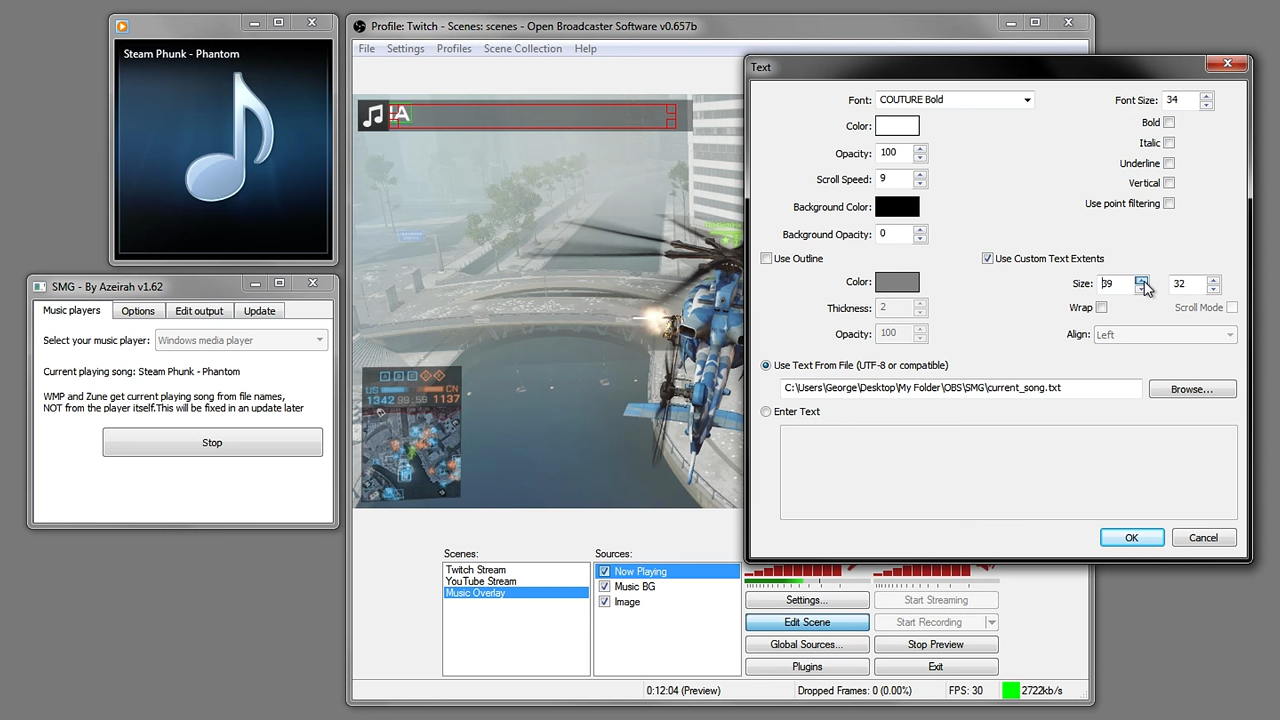 Steam Phunk - Phantom
SMG - By Azeirah v1.62
Music players
Options
Edit output
Update
Select your music player:
Windows media player
Current playing song: Steam Phunk - Phantom
WMP and Zune get current playing song from file names,
NOT from the player itself.This will be fixed in an update later
Stop
Profile: Twitch - Scenes: scenes - Open Broadcaster Software v0.657b
File
Settings
Profiles
Scene Collection
Help
US
CN
1342
99:59
1137
Scenes:
Twitch Stream
YouTube Stream
Music Overlay
Sources:
Now Playing
Music BG
Image
Settings...
Start Streaming
Edit Scene
Start Recording
Global Sources...
Stop Preview
Plugins
Exit
0:12:04 (Preview)
Dropped Frames: 0 (0.00%)
FPS: 30
2722kb/s
Text
Font:
COUTURE Bold
Font Size:
34
Color:
Bold
Italic
Opacity:
100
Underline
Scroll Speed:
9
Vertical
Background Color:
Use point filtering
Background Opacity:
0
Use Outline
Use Custom Text Extents
Color:
Size:
39
32
Thickness:
2
Wrap
Scroll Mode
Opacity:
100
Align:
Left
Use Text From File (UTF-8 or compatible)
C:\Users\George\Desktop\My Folder\OBS\SMG\current_song.txt
Browse...
Enter Text
OK
Cancel